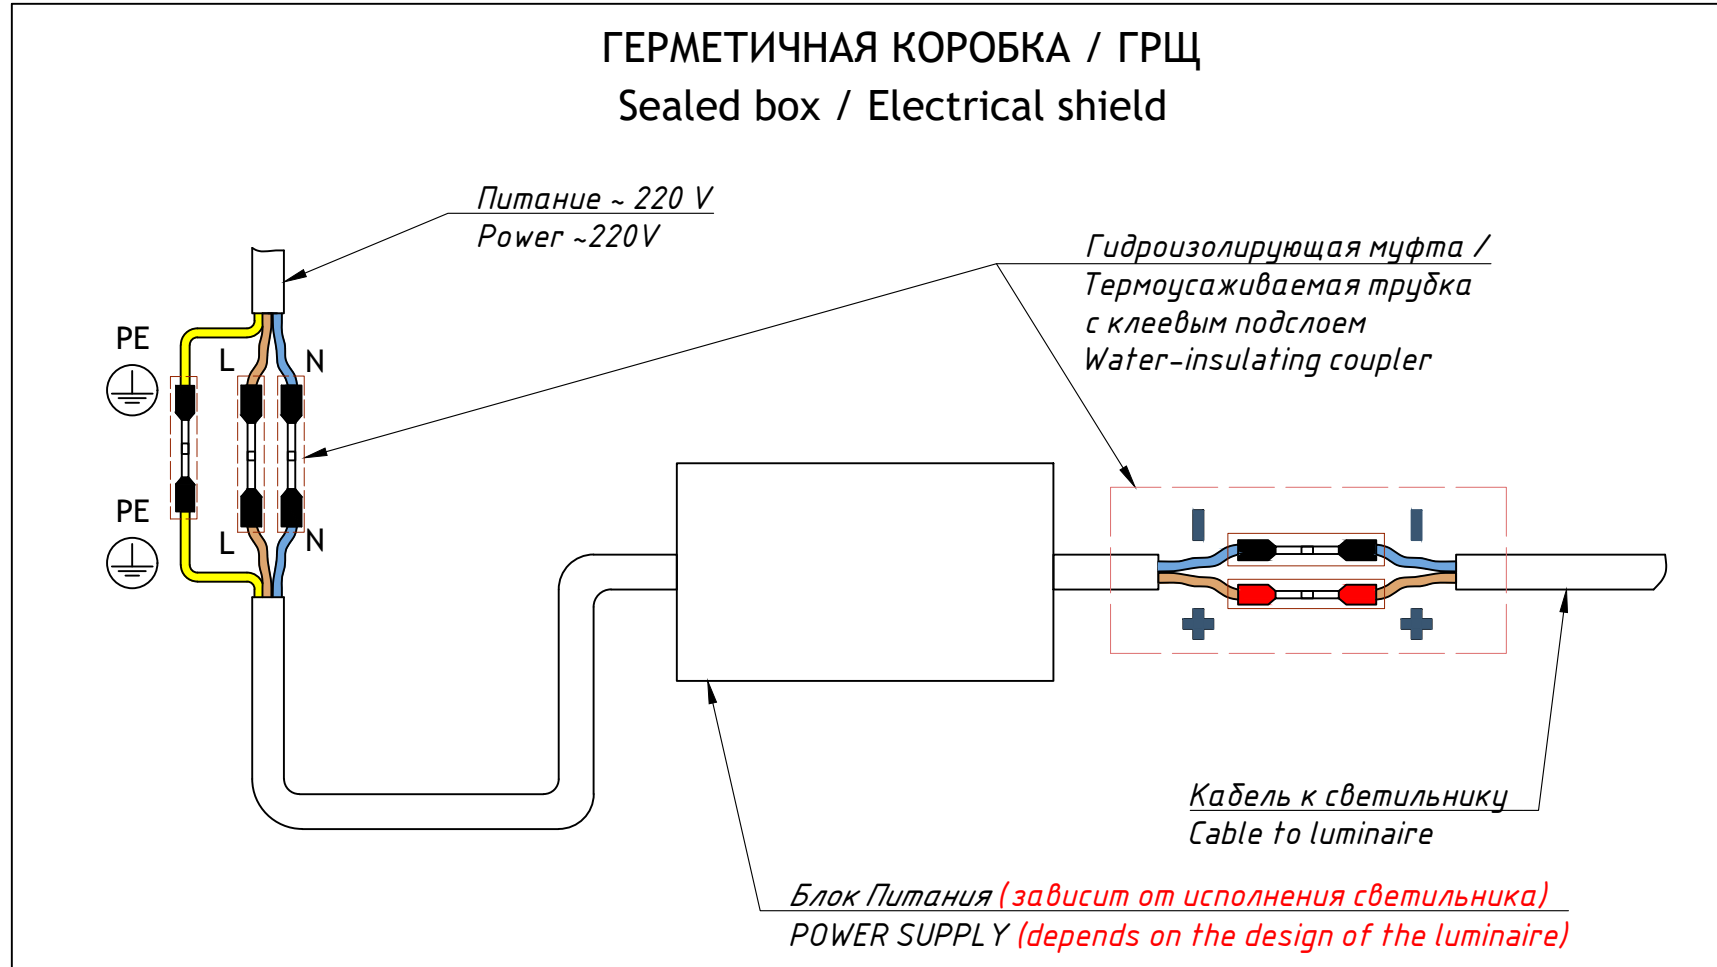 ГЕРМЕТИЧНАЯ КОРОБКА / ГРЩ
Sealed box / Electrical shield
Питание ~ 220 V
Power ~220V
Гидроизолирующая муфта /
Термоусаживаемая трубка
с клеевым подслоем
Water-insulating coupler
PE
L
N
PE
L
N
Кабель к светильнику
Cable to luminaire
Блок Питания (зависит от исполнения светильника)
POWER SUPPLY (depends on the design of the luminaire)